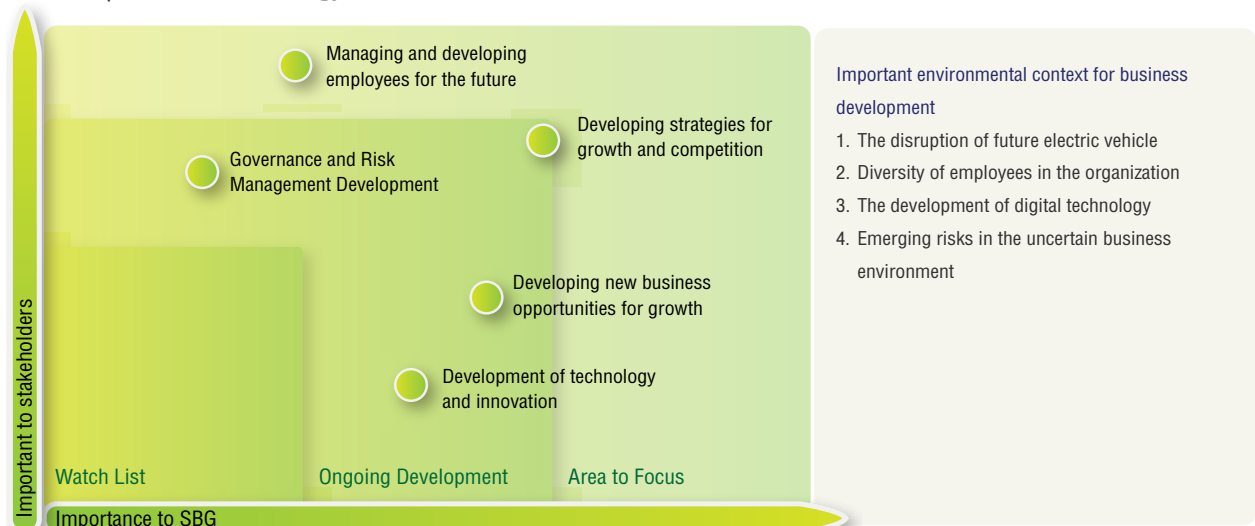 Managing and developing
employees for the future
Developing strategies for
growth and competition
Governance and Risk
Management Development
Developing new business
opportunities for growth
Development of technology
and innovation
Watch List
Ongoing Development
Area to Focus
Important to stakeholders
Importance to SBG
Important environmental context for business
development
1. The disruption of future electric vehicle
2. Diversity of employees in the organization
3. The development of digital technology
4. Emerging risks in the uncertain business
environment